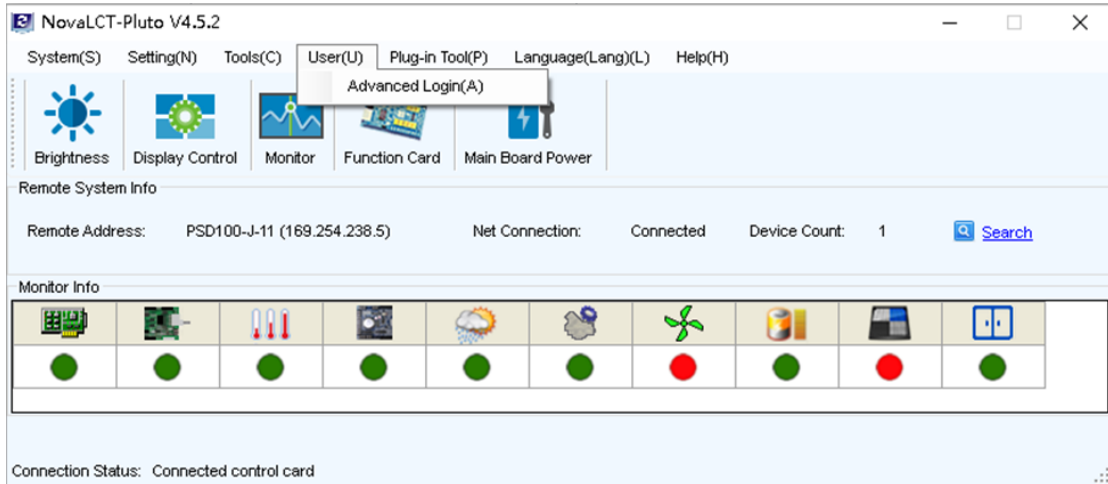 NovaLCT-Pluto V4.5.2
System(S) Setting(N) Tools(C) User(U) Plug-in Tool(P) Language(Lang)(L) Help(H)
Advanced Login(A)
Brightness Display Control Monitor Function Card Main Board Power
Remote System Info
Remote Address: PSD100-J-11 (169.254.238.5) Net Connection: Connected Device Count: 1 Search
Monitor Info
Connection Status: Connected control card